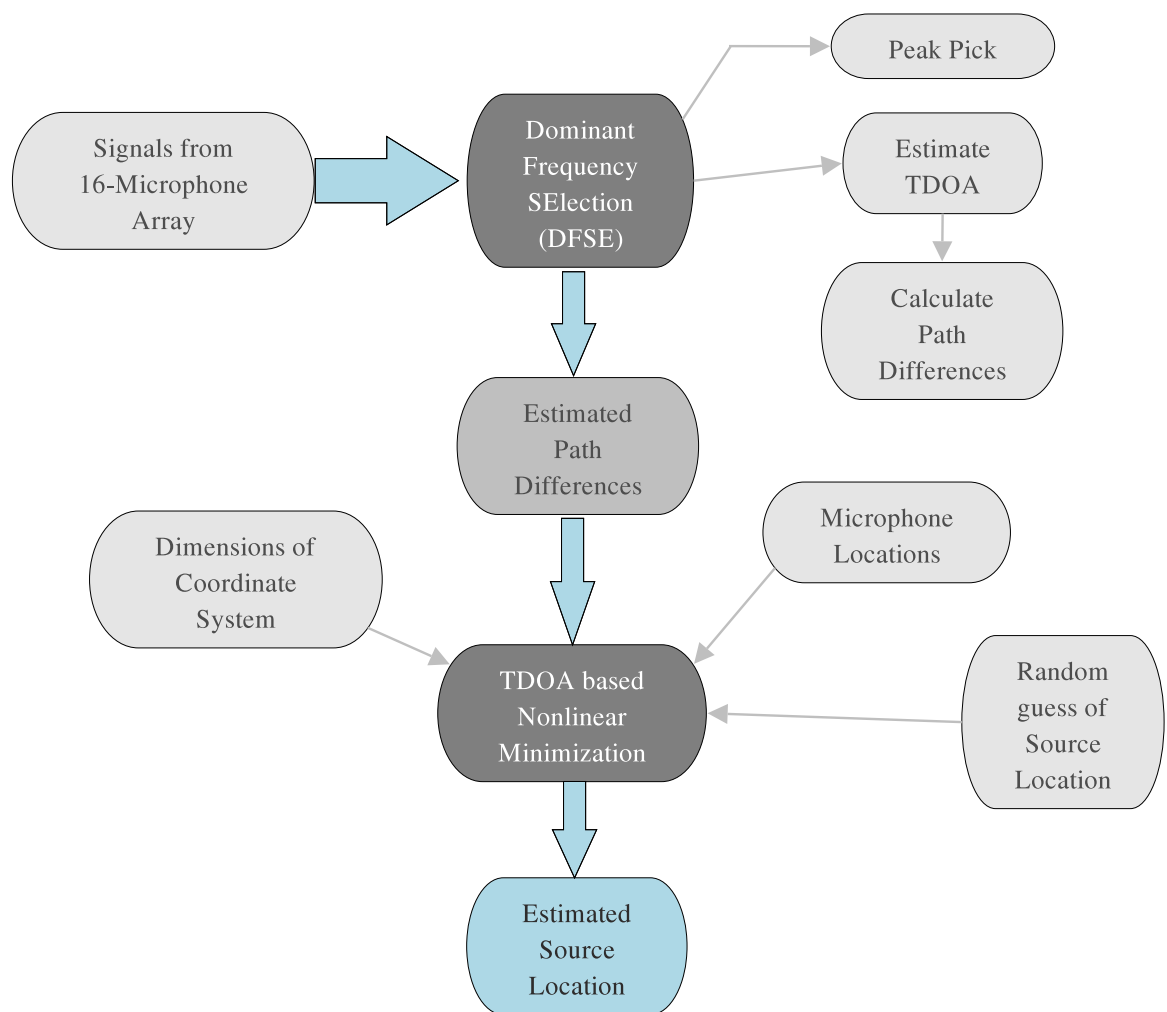 Peak Pick
Signals from
16-Microphone
Array
Dominant
Frequency
SElection
(DFSE)
Estimate
TDOA
Calculate
Path
Differences
Estimated
Path
Differences
Dimensions of
Coordinate
System
Microphone
Locations
TDOA based
Nonlinear
Minimization
Random
guess of
Source
Location
Estimated
Source
Location